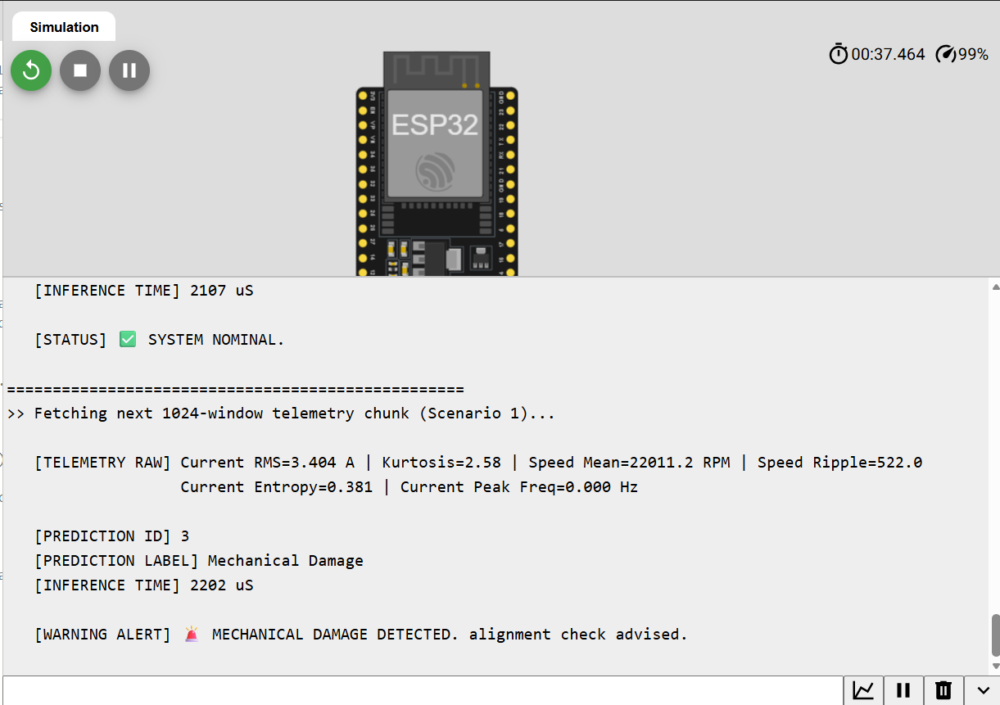 Simulation
00:37.464 99%
ESP32
[INFERENCE TIME] 2107 uS
[STATUS] ✅ SYSTEM NOMINAL.
==================================================
>> Fetching next 1024-window telemetry chunk (Scenario 1)...
[TELEMETRY RAW] Current RMS=3.404 A | Kurtosis=2.58 | Speed Mean=22011.2 RPM | Speed Ripple=522.0
Current Entropy=0.381 | Current Peak Freq=0.000 Hz
[PREDICTION ID] 3
[PREDICTION LABEL] Mechanical Damage
[INFERENCE TIME] 2202 uS
[WARNING ALERT] 🚨 MECHANICAL DAMAGE DETECTED. alignment check advised.